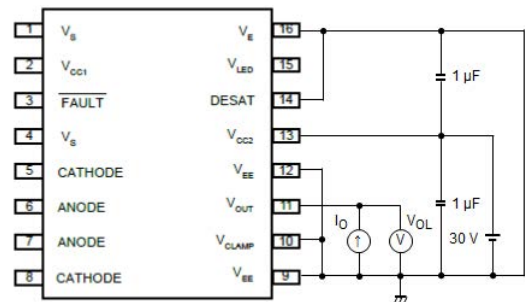 1 V_S V_E 16
2 V_CC1 V_LED 15
3 FAULT DESAT 14
4 V_S V_CC2 13
5 CATHODE V_EE 12
6 ANODE V_OUT 11
7 ANODE V_CLAMP 10
8 CATHODE V_EE 9
1 µF
1 µF
30 V
I_O ↑
V_OL V